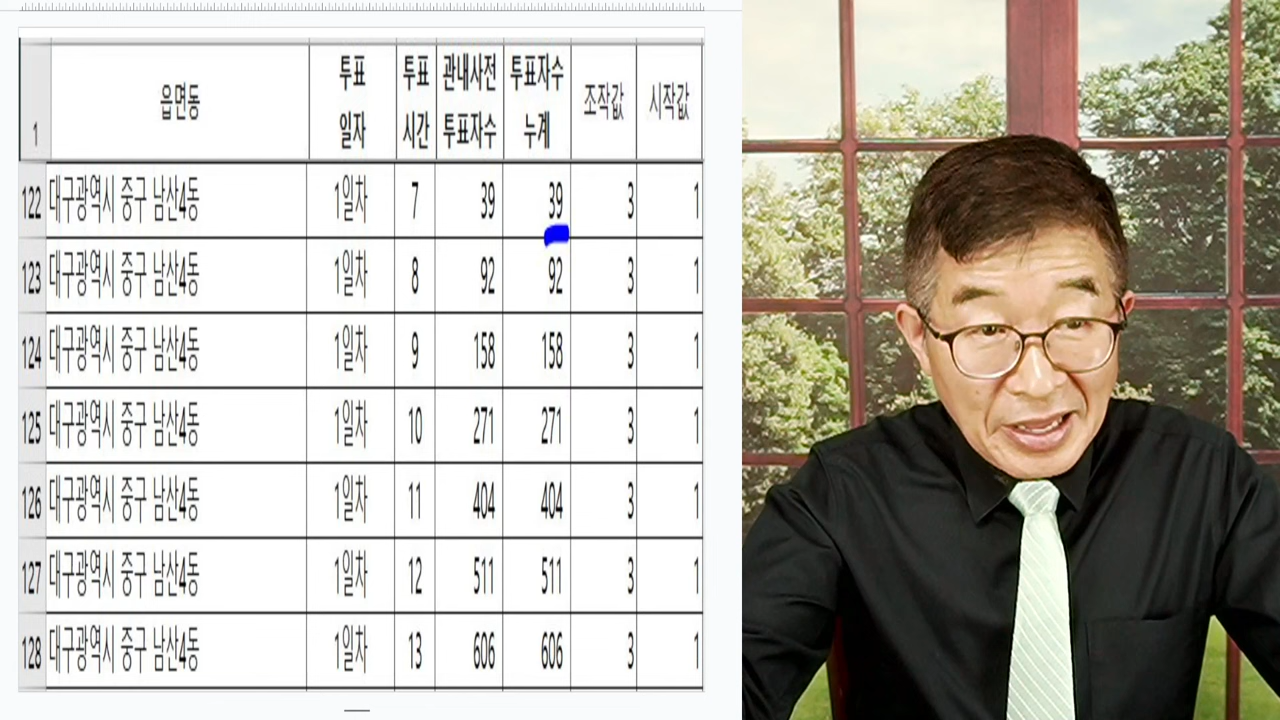 1 읍면동 투표 일자 투표 시간 관내사전 투표자수 투표자수 누계 조작값 시작값
122 대구광역시 중구 남산4동 1일차 7 39 39 3 1
123 대구광역시 중구 남산4동 1일차 8 92 92 3 1
124 대구광역시 중구 남산4동 1일차 9 158 158 3 1
125 대구광역시 중구 남산4동 1일차 10 271 271 3 1
126 대구광역시 중구 남산4동 1일차 11 404 404 3 1
127 대구광역시 중구 남산4동 1일차 12 511 511 3 1
128 대구광역시 중구 남산4동 1일차 13 606 606 3 1